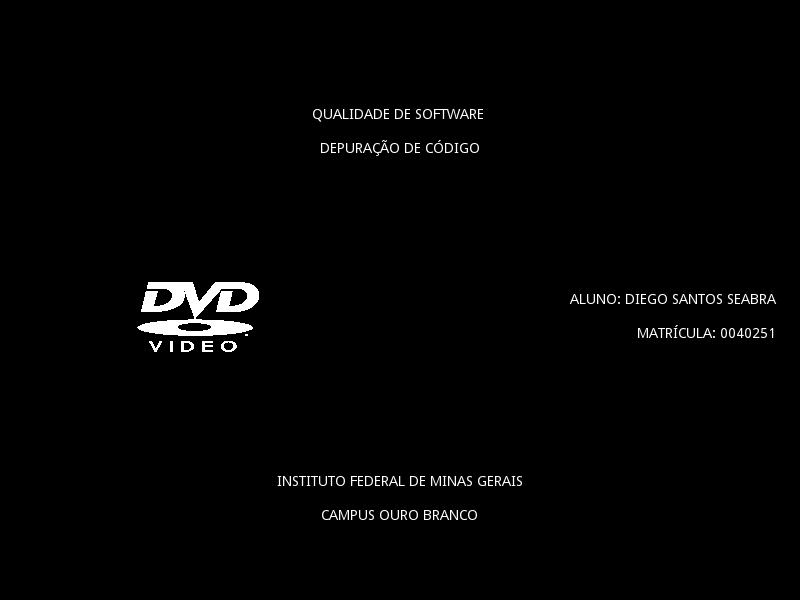 QUALIDADE DE SOFTWARE
DEPURAÇÃO DE CÓDIGO
DVD
VIDEO
ALUNO: DIEGO SANTOS SEABRA
MATRÍCULA: 0040251
INSTITUTO FEDERAL DE MINAS GERAIS
CAMPUS OURO BRANCO